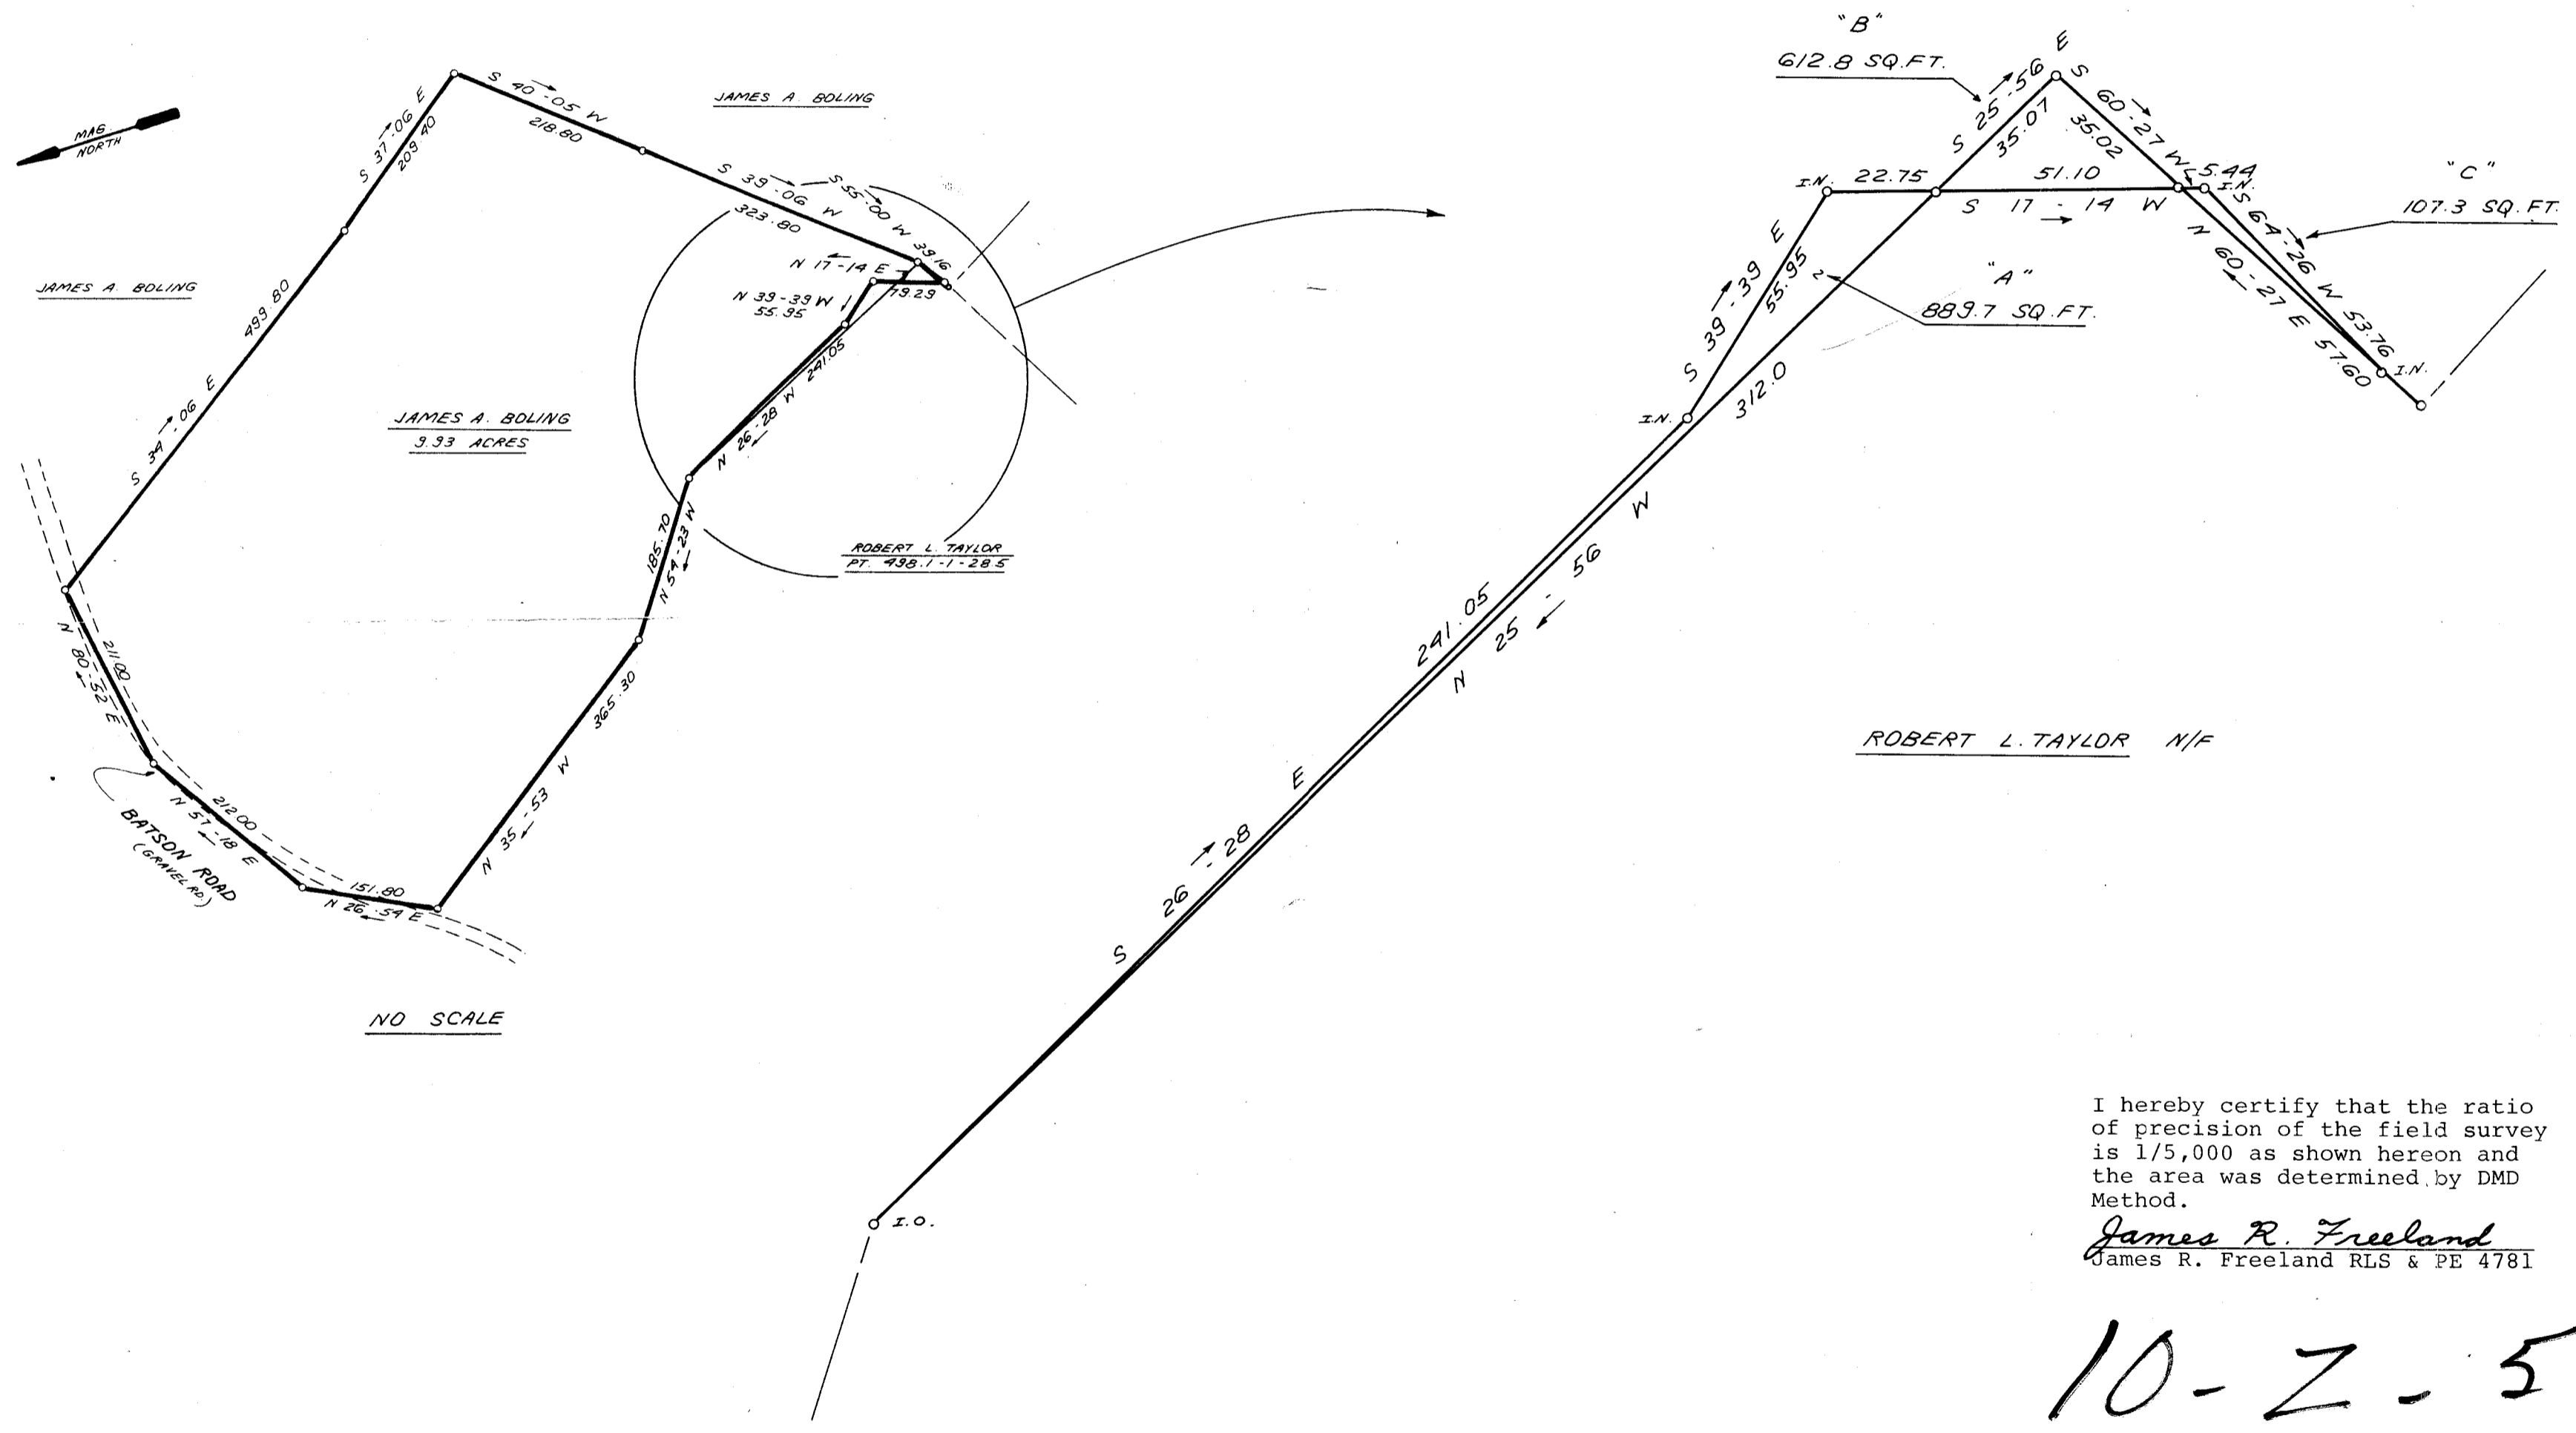 MAG.
NORTH
S 37-06 E
209.40
S 40-05 W
218.80
JAMES A. BOLING
S 39-06 W
323.80
S 55-00 W
39.16
N 17-14 E
79.29
N 39-39 W
55.95
JAMES A. BOLING
499.80
S 34-06 E
JAMES A. BOLING
9.93 ACRES
241.05
N 26-28 W
185.70
N 54-23 W
ROBERT L. TAYLOR
PT. 498.1-1-28.5
365.30
N 35-53 W
211.00
N 80-52 E
212.00
N 57-18 E
BATSON ROAD
(GRAVEL RD.)
151.80
N 26-54 E
NO SCALE
"B"
612.8 SQ.FT.
S 25-56 E
35.07
S 60-27 W
35.02
I.N.
22.75
51.10
5.44
I.N.
S 17-14 W
"C"
107.3 SQ.FT.
S 64-26 W 53.76
N 60-27 E 57.60
I.N.
S 39-39 E
55.95
"A"
889.7 SQ.FT.
2
I.N.
312.0
N 25-56 W
241.05
S 26-28 E
I.O.
ROBERT L. TAYLOR N/F
I hereby certify that the ratio
of precision of the field survey
is 1/5,000 as shown hereon and
the area was determined by DMD
Method.
James R. Freeland
James R. Freeland RLS & PE 4781
10-Z-5